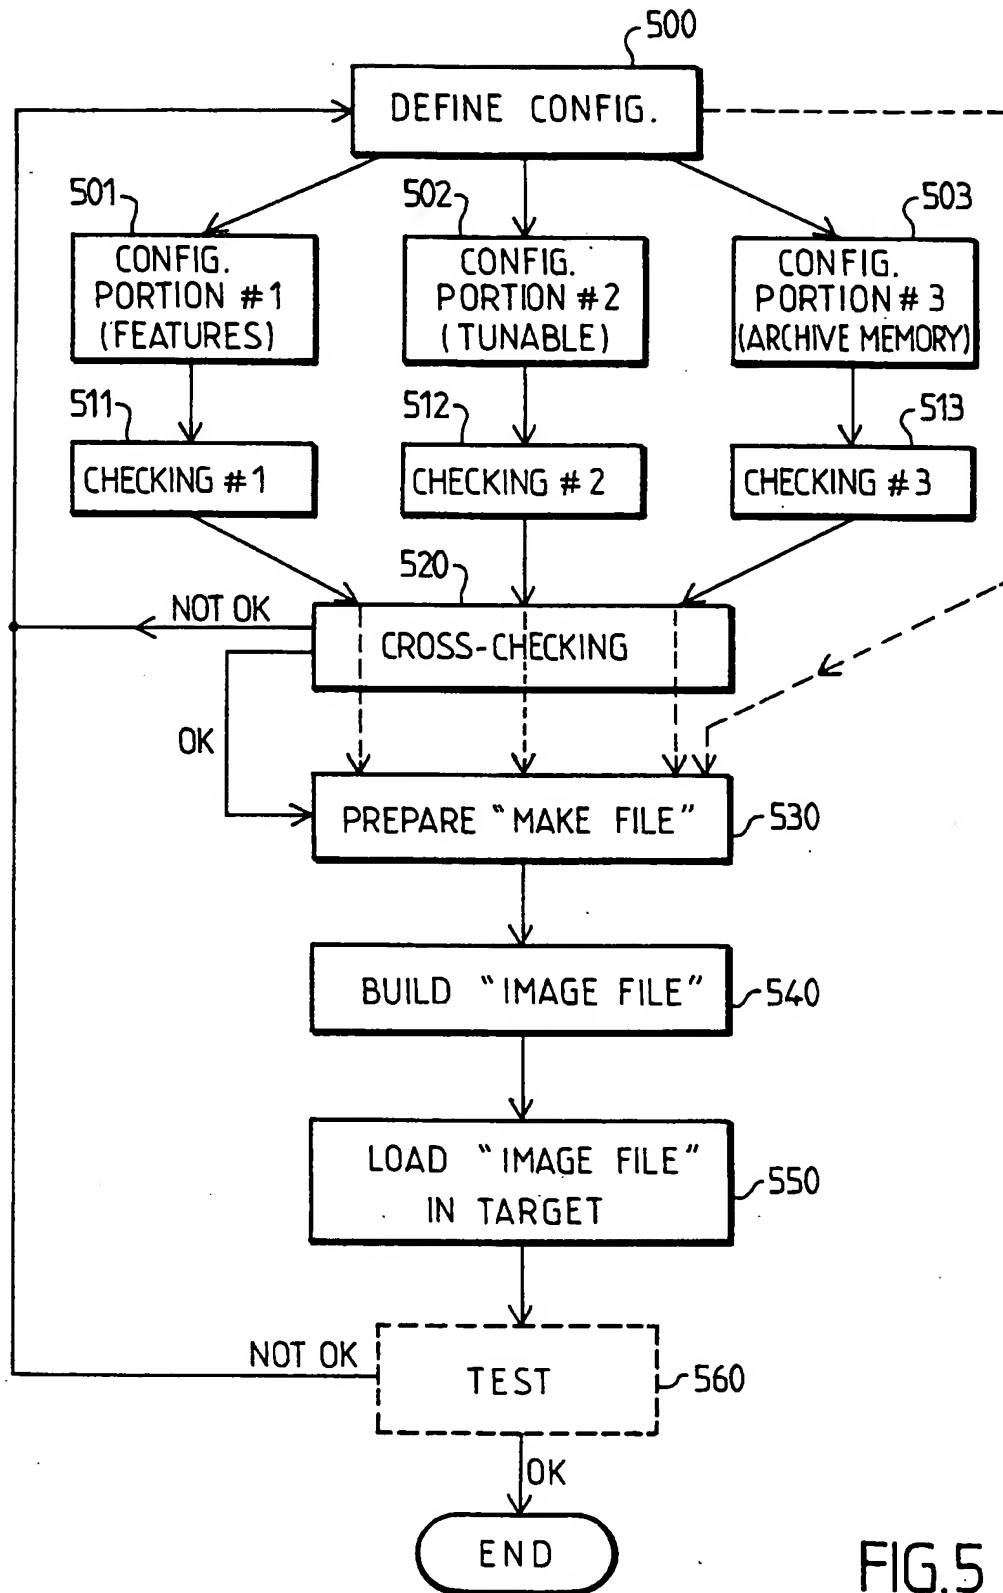 500
DEFINE CONFIG.
501
502
503
CONFIG.
PORTION #1
(FEATURES)
CONFIG.
PORTION #2
(TUNABLE)
CONFIG.
PORTION #3
(ARCHIVE MEMORY)
511
512
513
CHECKING #1
CHECKING #2
CHECKING #3
520
NOT OK
CROSS-CHECKING
OK
PREPARE "MAKE FILE"
530
BUILD "IMAGE FILE"
540
LOAD "IMAGE FILE"
IN TARGET
550
NOT OK
TEST
560
OK
END
FIG.5